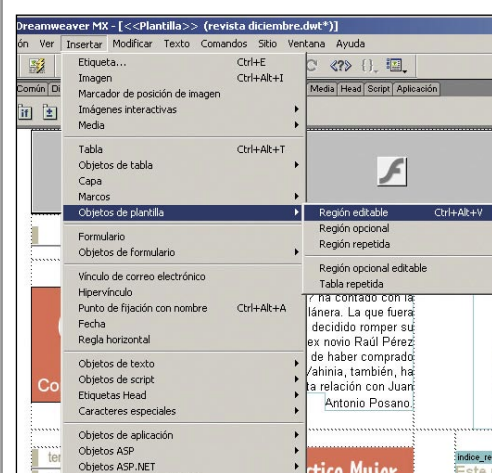 Dreamweaver MX - [<<Plantilla>> (revista diciembre.dwt*)]
ón Ver Insertar Modificar Texto Comandos Sitio Ventana Ayuda
Común Di Media Head Script Aplicación
Etiqueta... Ctrl+E
Imagen Ctrl+Alt+I
Marcador de posición de imagen
Imágenes interactivas
Media
Tabla Ctrl+Alt+T
Objetos de tabla
Capa
Marcos
Objetos de plantilla
Región editable Ctrl+Alt+V
Región opcional
Región repetida
Región opcional editable
Tabla repetida
Formulario
Objetos de formulario
Vínculo de correo electrónico
Hipervínculo
Punto de fijación con nombre Ctrl+Alt+A
Fecha
Regla horizontal
Objetos de texto
Objetos de script
Etiquetas Head
Caracteres especiales
Objetos de aplicación
Objetos ASP
Objetos ASP.NET
? ha contado con la
lánera. La que fuera
decidido romper su
ex novio Raúl Pérez
de haber comprado
Vahinia, también, ha
ta relación con Juan
Antonio Posano.
Co
ter
ctico Mujer
indice_re
Este